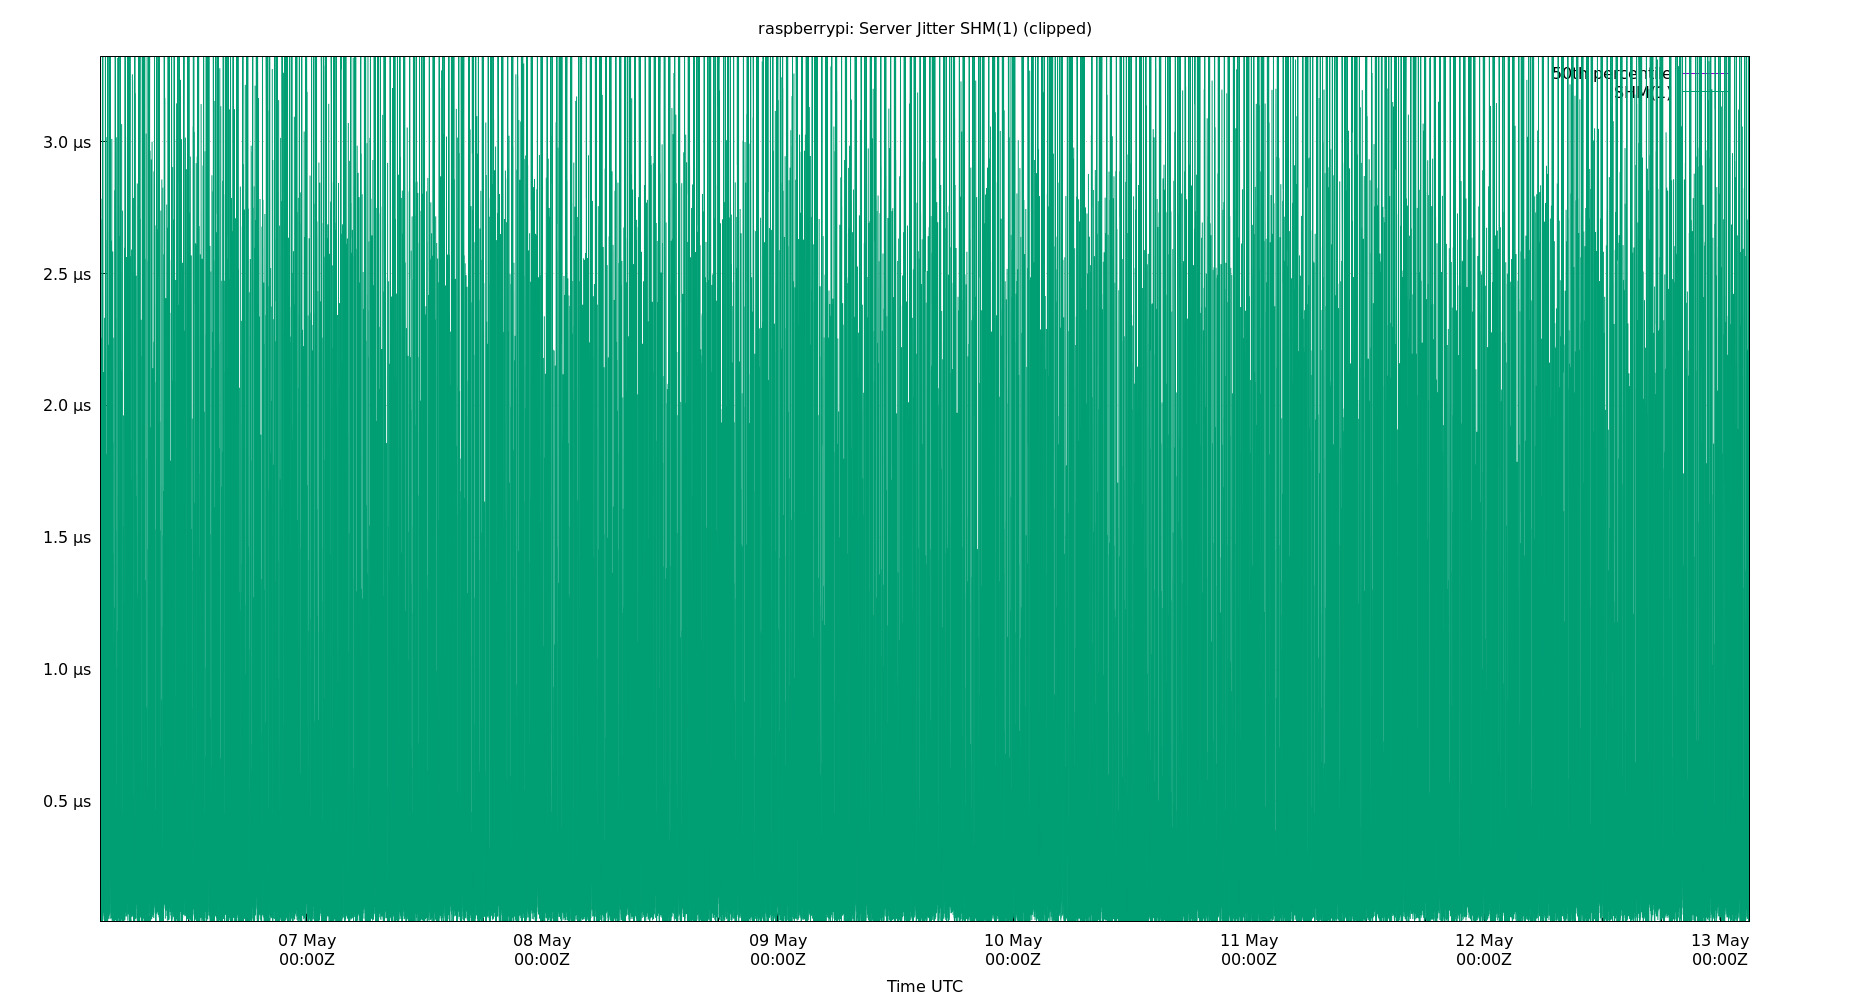 raspberrypi: Server Jitter SHM(1) (clipped)
50th percentile
SHM(1)
3.0 µs
2.5 µs
2.0 µs
1.5 µs
1.0 µs
0.5 µs
07 May 08 May 09 May 10 May 11 May 12 May 13 May
00:00Z 00:00Z 00:00Z 00:00Z 00:00Z 00:00Z 00:00Z
Time UTC